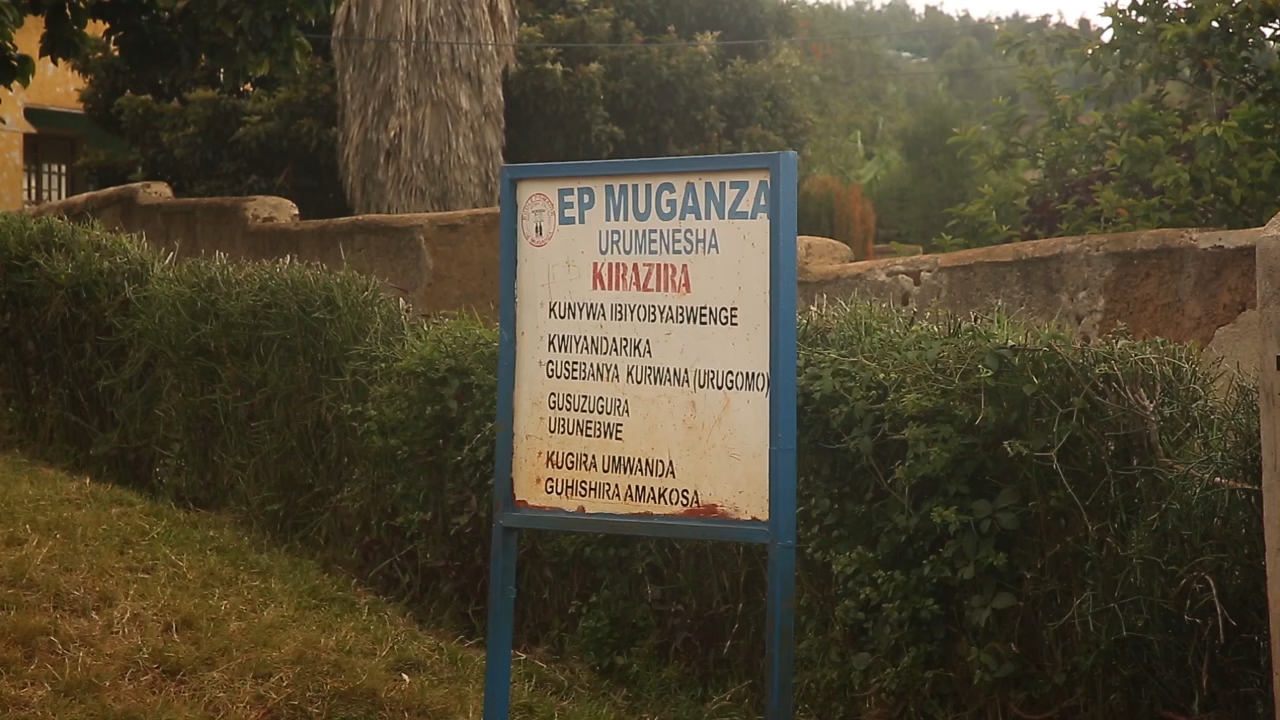 EP MUGANZA
URUMENESHA
KIRAZIRA
KUNYWA IBIYOBYABWENGE
KWIYANDARIKA
GUSEBANYA KURWANA (URUGOMO)
GUSUZUGURA
UBUNEBWE
KUGIRA UMWANDA
GUHISHIRA AMAKOSA